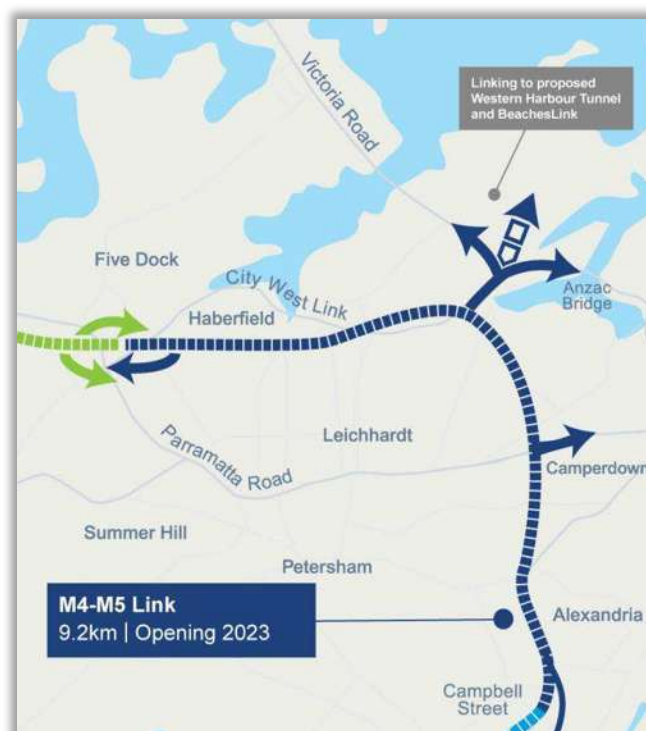 Victoria Road
Linking to proposed
Western Harbour Tunnel
and BeachesLink
Five Dock
City West Link
Anzac
Bridge
Haberfield
Leichhardt
Parramatta Road
Camperdown
Summer Hill
Petersham
M4-M5 Link
9.2km | Opening 2023
Alexandria
Campbell
Street